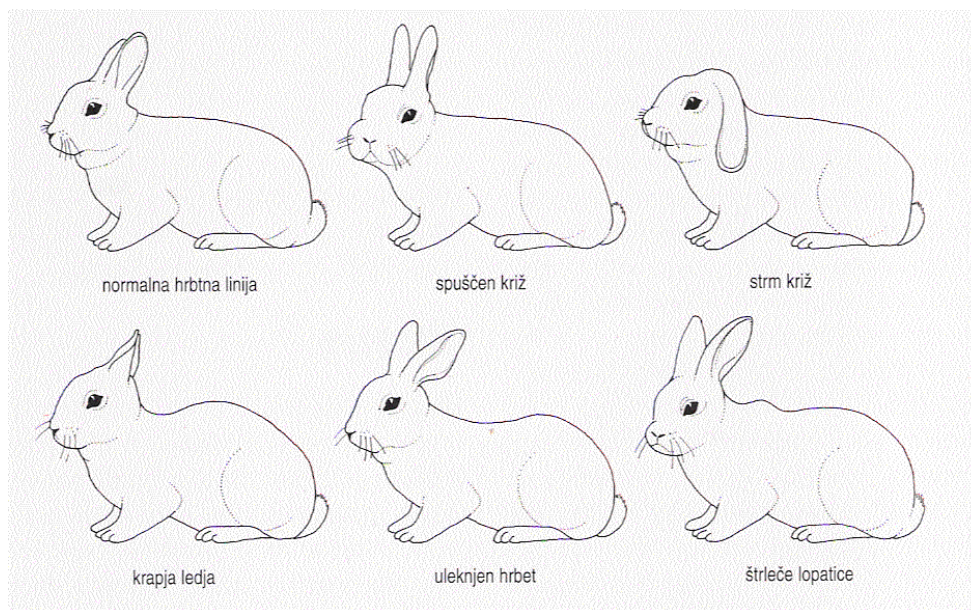 normalna hrbtna linija
spuščen križ
strm križ
krapja ledja
uleknjen hrbet
štrleče lopatice